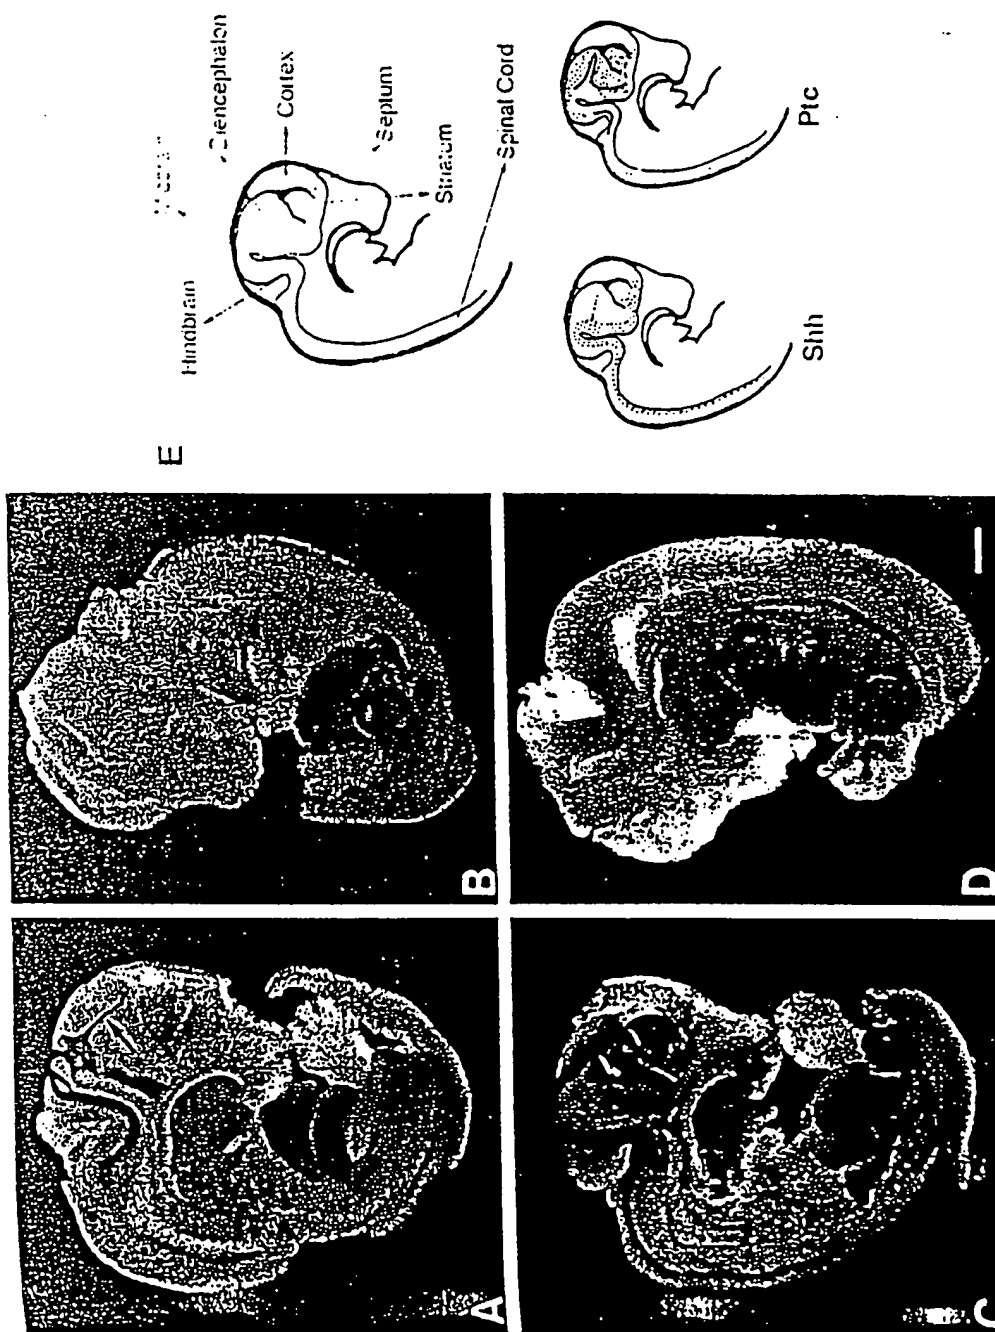 A
B
C
D
E
Hindbrain
Diencephalon
Cortex
Septum
Striatum
Spinal Cord
Shh
Ptc